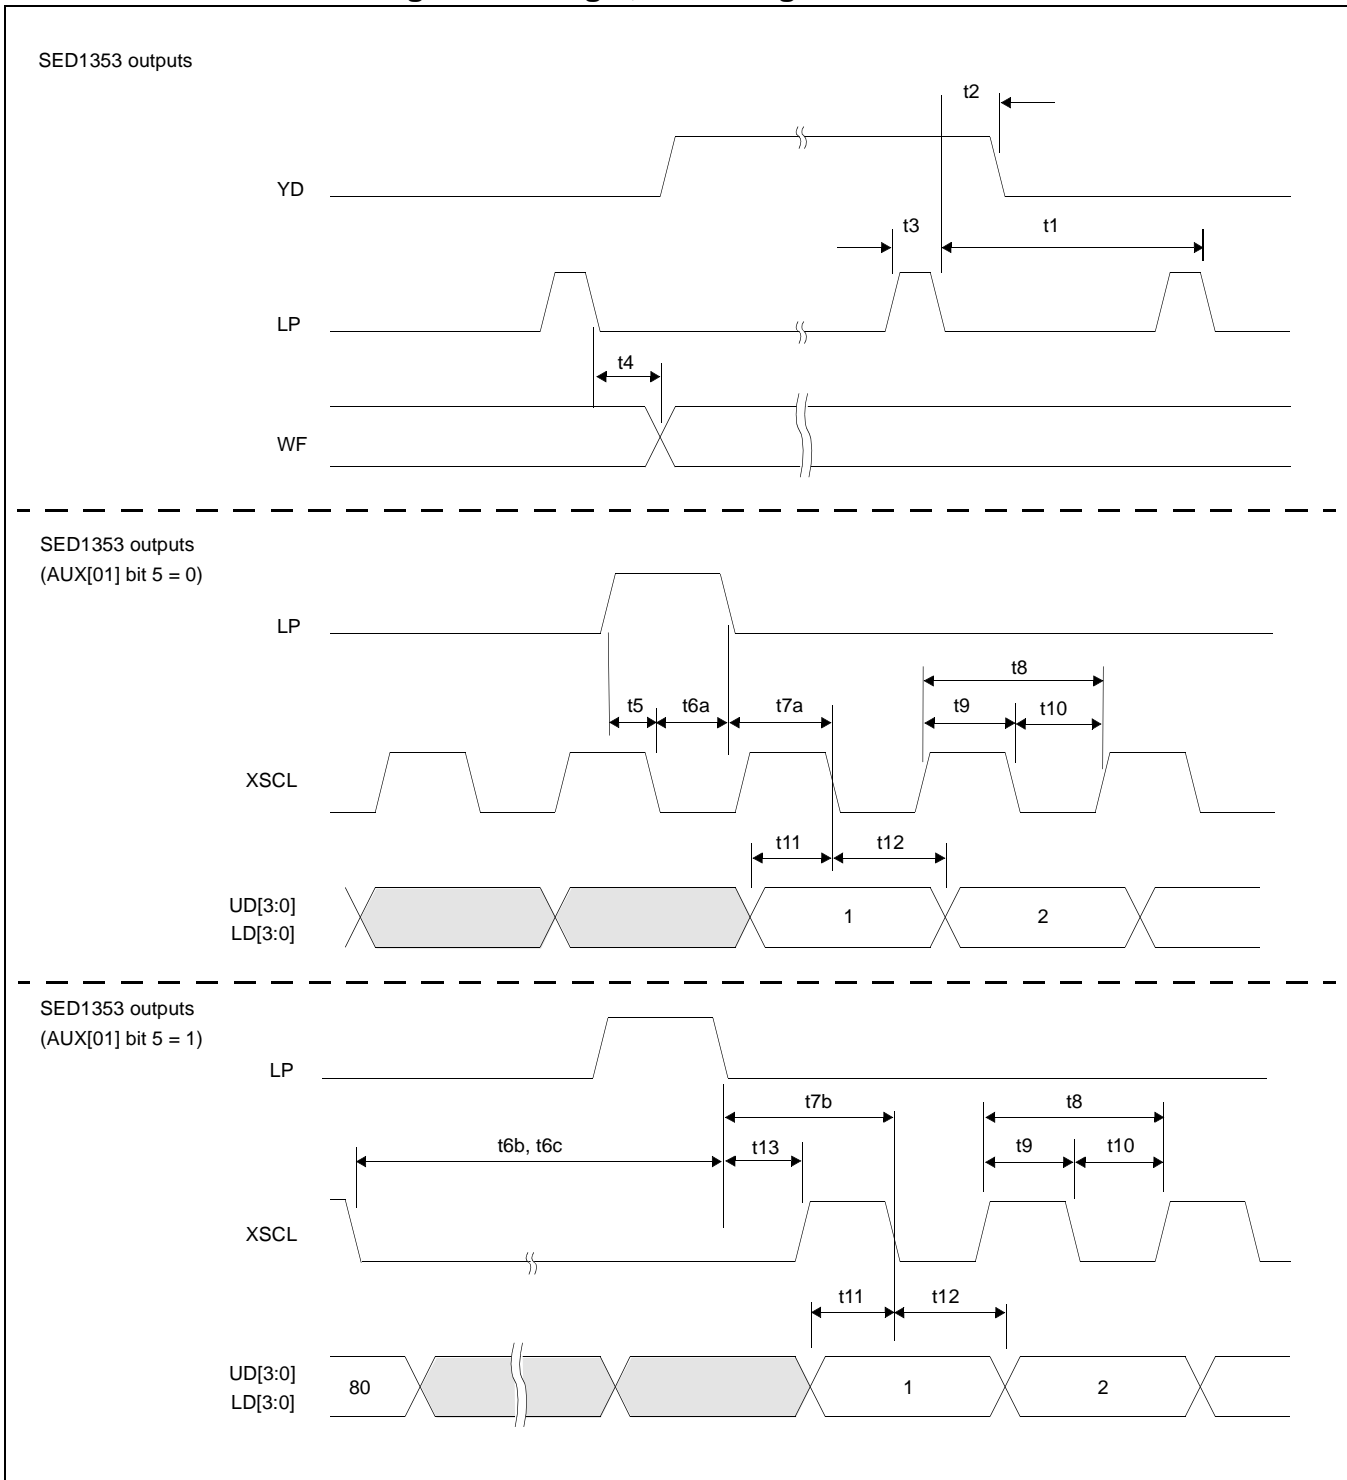 SED1353 outputs
t2
YD
t3
t1
LP
t4
WF
SED1353 outputs
(AUX[01] bit 5 = 0)
LP
t8
t5
t6a
t7a
t9
t10
XSCL
t11
t12
UD[3:0]
LD[3:0]
1
2
SED1353 outputs
(AUX[01] bit 5 = 1)
LP
t7b
t8
t6b, t6c
t13
t9
t10
XSCL
t11
t12
UD[3:0]
LD[3:0]
80
1
2